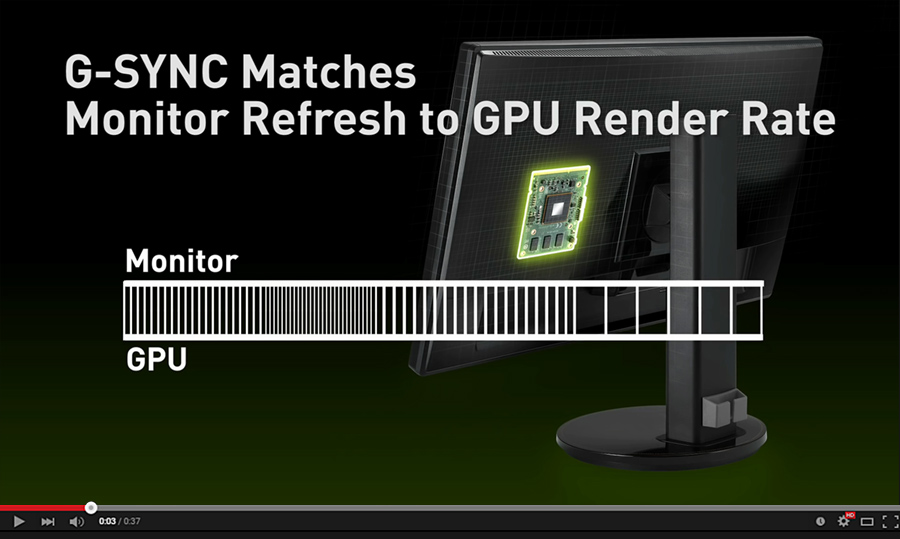 G-SYNC Matches
Monitor Refresh to GPU Render Rate
Monitor
GPU
0:03 / 0:37
HD